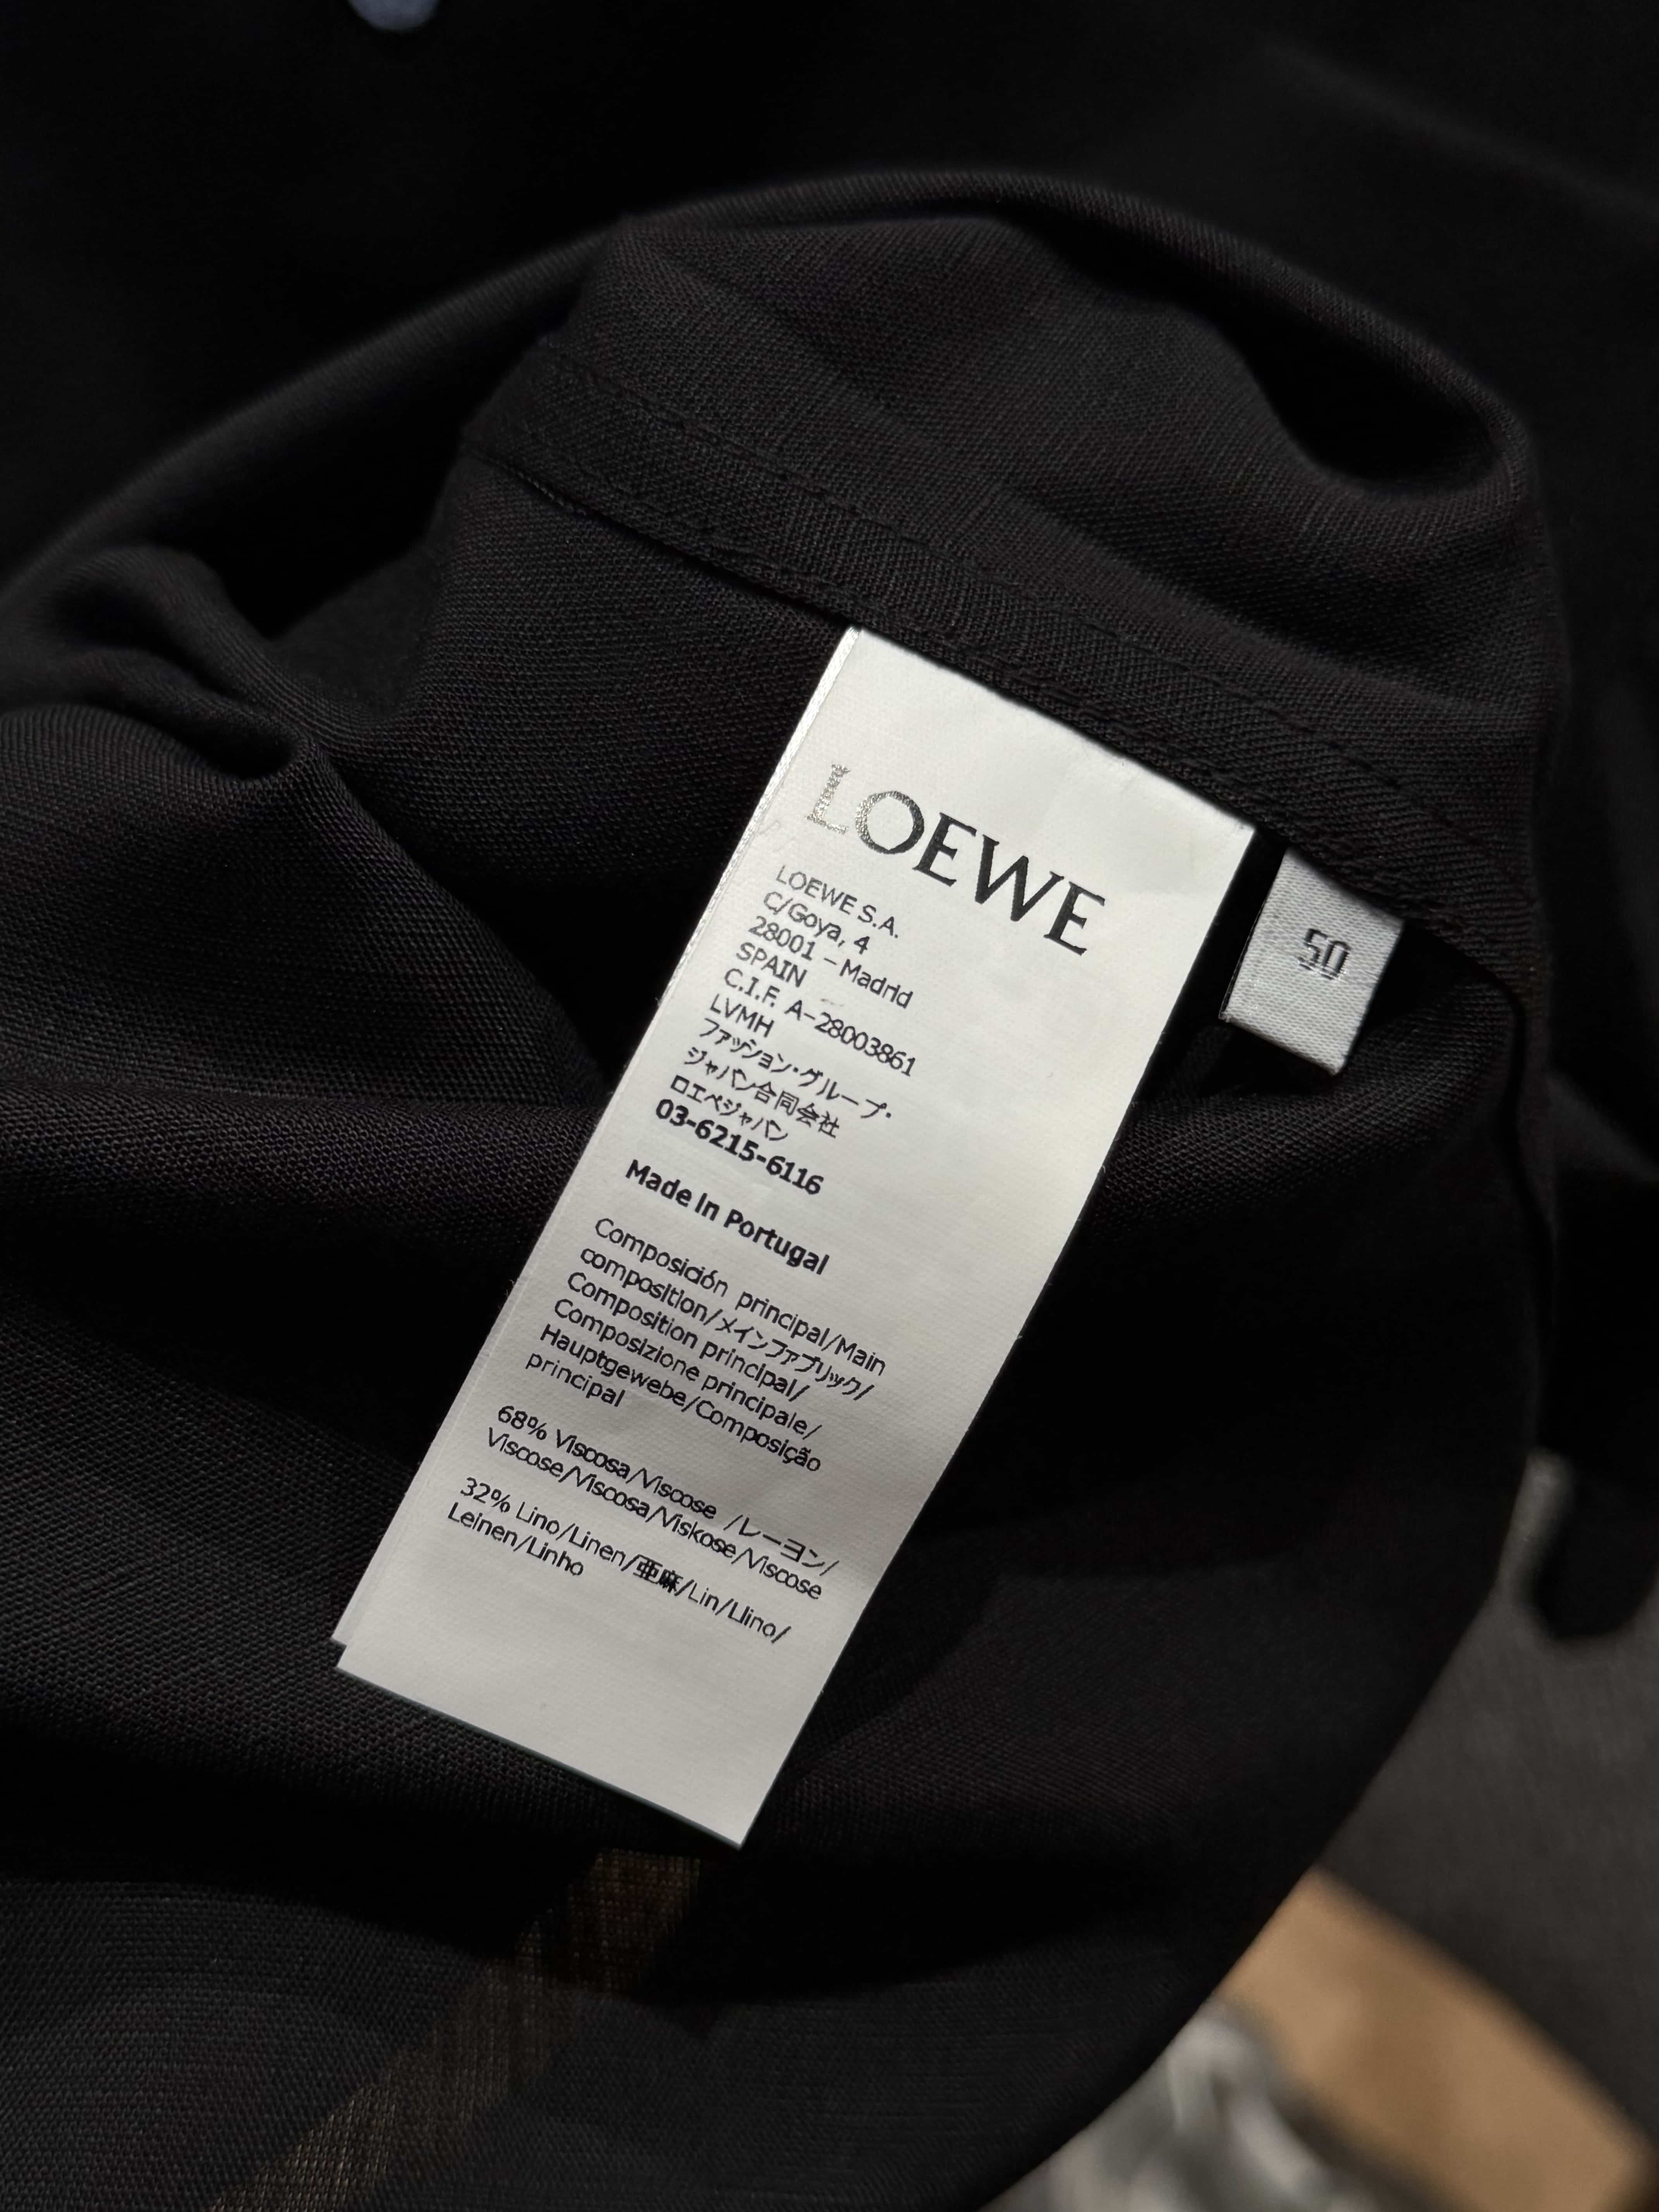 LOEWE
LOEWE S.A.
C/Goya, 4
28001 - Madrid
SPAIN
C.I.F. A-28003861
LVMH
ファッション・グループ・
ジャパン合同会社
ロエベジャパン
03-6215-6116
Made in Portugal
Composición principal/Main
composition/メインファブリック/
Composition principal/
Composizione principale/
Hauptgewebe/Composição
principal
68% Viscosa/Viscose /レーヨン/
Viscose/Viscosa/Viskose/Viscose
32% Lino/Linen/亜麻/Lin/Llino/
Leinen/Linho
50